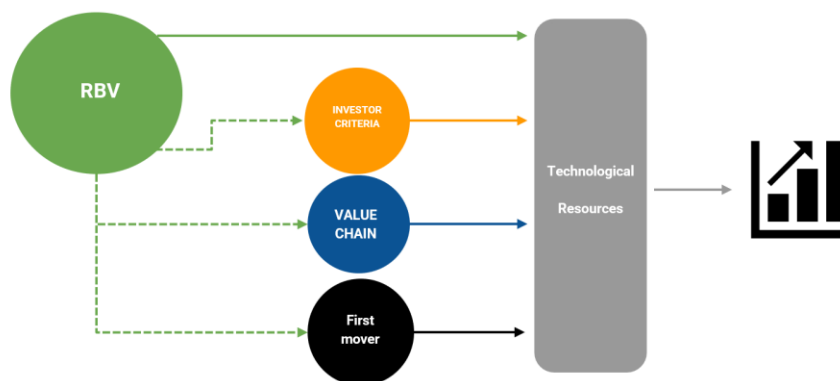 RBV
INVESTOR
CRITERIA
VALUE
CHAIN
First
mover
Technological
Resources